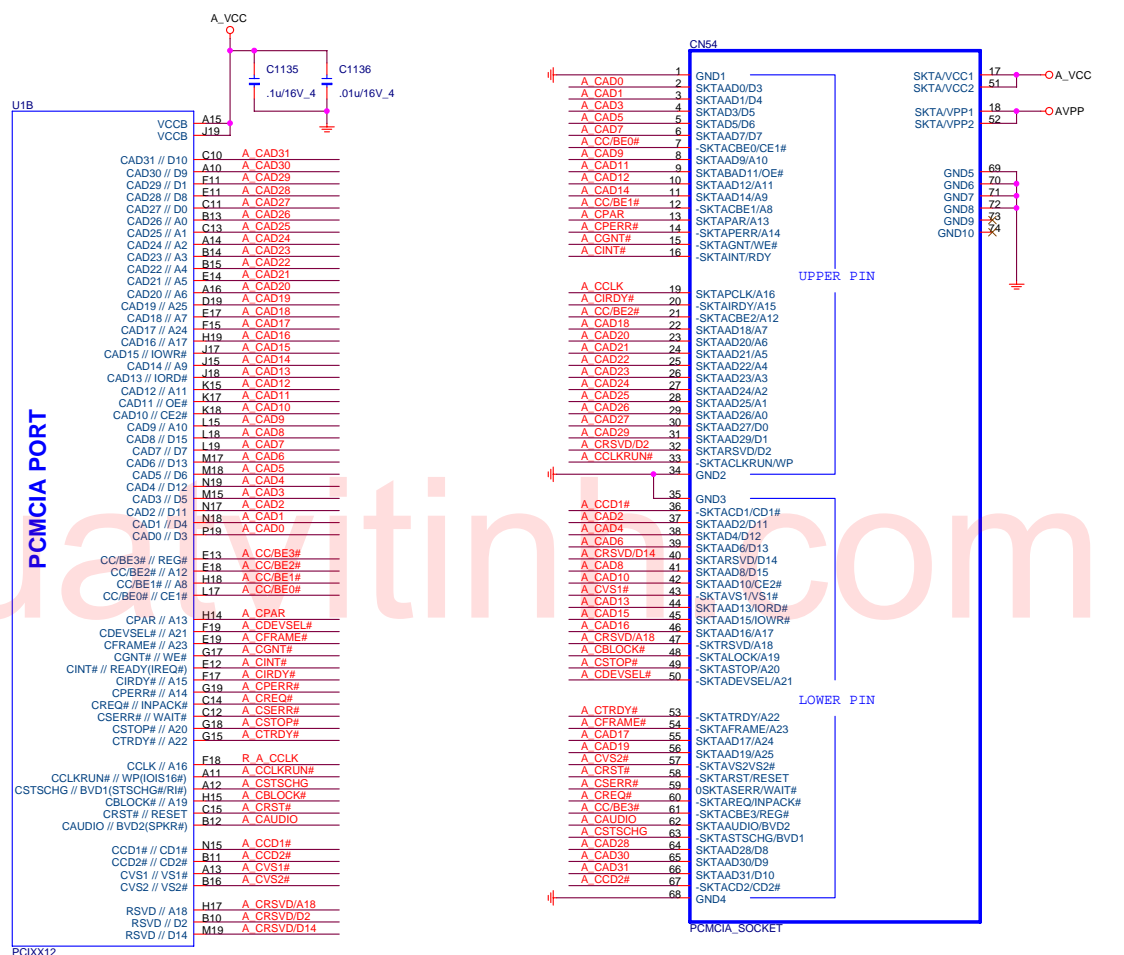 A_VCC
C1135
.1u/16V_4
C1136
.01u/16V_4
U1B
VCCB A15
VCCB J19
CAD31 // D10 C10 A_CAD31
CAD30 // D9 A10 A_CAD30
CAD29 // D1 F11 A_CAD29
CAD28 // D8 E11 A_CAD28
CAD27 // D0 C11 A_CAD27
CAD26 // A0 B13 A_CAD26
CAD25 // A1 C13 A_CAD25
CAD24 // A2 A14 A_CAD24
CAD23 // A3 B14 A_CAD23
CAD22 // A4 B15 A_CAD22
CAD21 // A5 E14 A_CAD21
CAD20 // A6 A16 A_CAD20
CAD19 // A25 D19 A_CAD19
CAD18 // A7 E17 A_CAD18
CAD17 // A24 F15 A_CAD17
CAD16 // A17 H19 A_CAD16
CAD15 // IOWR# J17 A_CAD15
CAD14 // A9 J15 A_CAD14
CAD13 // IORD# J18 A_CAD13
CAD12 // A11 K15 A_CAD12
CAD11 // OE# K17 A_CAD11
CAD10 // CE2# K18 A_CAD10
CAD9 // A10 L15 A_CAD9
CAD8 // D15 L18 A_CAD8
CAD7 // D7 L19 A_CAD7
CAD6 // D13 M17 A_CAD6
CAD5 // D6 M18 A_CAD5
CAD4 // D12 N19 A_CAD4
CAD3 // D5 M15 A_CAD3
CAD2 // D11 N17 A_CAD2
CAD1 // D4 N18 A_CAD1
CAD0 // D3 P19 A_CAD0
CC/BE3# // REG# E13 A_CC/BE3#
CC/BE2# // A12 E18 A_CC/BE2#
CC/BE1# // A8 H18 A_CC/BE1#
CC/BE0# // CE1# L17 A_CC/BE0#
CPAR // A13 H14 A_CPAR
CDEVSEL# // A21 F19 A_CDEVSEL#
CFRAME# // A23 E19 A_CFRAME#
CGNT# // WE# G17 A_CGNT#
CINT# // READY(IREQ#) E12 A_CINT#
CIRDY# // A15 F17 A_CIRDY#
CPERR# // A14 G19 A_CPERR#
CREQ# // INPACK# C14 A_CREQ#
CSERR# // WAIT# C12 A_CSERR#
CSTOP# // A20 G18 A_CSTOP#
CTRDY# // A22 G15 A_CTRDY#
CCLK // A16 F18 R_A_CCLK
CCLKRUN# // WP(IOIS16#) A11 A_CCLKRUN#
CSTSCHG // BVD1(STSCHG#/RI#) A12 A_CSTSCHG
CBLOCK# // A19 H15 A_CBLOCK#
CRST# // RESET C15 A_CRST#
CAUDIO // BVD2(SPKR#) B12 A_CAUDIO
CCD1# // CD1# N15 A_CCD1#
CCD2# // CD2# B11 A_CCD2#
CVS1 // VS1# A13 A_CVS1#
CVS2 // VS2# B16 A_CVS2#
RSVD // A18 H17 A_CRSVD/A18
RSVD // D2 B10 A_CRSVD/D2
RSVD // D14 M19 A_CRSVD/D14
PCMCIA PORT
PCIXX12
CN54
1 GND1
A_CAD0 2 SKTAAD0/D3
A_CAD1 3 SKTAAD1/D4
A_CAD3 4 SKTAD3/D5
A_CAD5 5 SKTAD5/D6
A_CAD7 6 SKTAAD7/D7
A_CC/BE0# 7 -SKTACBE0/CE1#
A_CAD9 8 SKTAAD9/A10
A_CAD11 9 SKTABAD11/OE#
A_CAD12 10 SKTAAD12/A11
A_CAD14 11 SKTAAD14/A9
A_CC/BE1# 12 -SKTACBE1/A8
A_CPAR 13 SKTAPAR/A13
A_CPERR# 14 -SKTAPERR/A14
A_CGNT# 15 -SKTAGNT/WE#
A_CINT# 16 -SKTAINT/RDY
UPPER PIN
A_CCLK 19 SKTAPCLK/A16
A_CIRDY# 20 -SKTAIRDY/A15
A_CC/BE2# 21 -SKTACBE2/A12
A_CAD18 22 SKTAAD18/A7
A_CAD20 23 SKTAAD20/A6
A_CAD21 24 SKTAAD21/A5
A_CAD22 25 SKTAAD22/A4
A_CAD23 26 SKTAAD23/A3
A_CAD24 27 SKTAAD24/A2
A_CAD25 28 SKTAAD25/A1
A_CAD26 29 SKTAAD26/A0
A_CAD27 30 SKTAAD27/D0
A_CAD29 31 SKTAAD29/D1
A_CRSVD/D2 32 SKTARSVD/D2
A_CCLKRUN# 33 -SKTACLKRUN/WP
34 GND2
35 GND3
A_CCD1# 36 -SKTACD1/CD1#
A_CAD2 37 SKTAAD2/D11
A_CAD4 38 SKTAD4/D12
A_CAD6 39 SKTAAD6/D13
A_CRSVD/D14 40 SKTARSVD/D14
A_CAD8 41 SKTAAD8/D15
A_CAD10 42 SKTAAD10/CE2#
A_CVS1# 43 -SKTAVS1/VS1#
A_CAD13 44 SKTAAD13/IORD#
A_CAD15 45 SKTAAD15/IOWR#
A_CAD16 46 SKTAAD16/A17
A_CRSVD/A18 47 -SKTRSVD/A18
A_CBLOCK# 48 -SKTALOCK/A19
A_CSTOP# 49 -SKTASTOP/A20
A_CDEVSEL# 50 -SKTADEVSEL/A21
LOWER PIN
A_CTRDY# 53 -SKTATRDY/A22
A_CFRAME# 54 -SKTAFRAME/A23
A_CAD17 55 SKTAAD17/A24
A_CAD19 56 SKTAAD19/A25
A_CVS2# 57 -SKTAVS2VS2#
A_CRST# 58 -SKTARST/RESET
A_CSERR# 59 0SKTASERR/WAIT#
A_CREQ# 60 -SKTAREQ/INPACK#
A_CC/BE3# 61 -SKTACBE3/REG#
A_CAUDIO 62 SKTAAUDIO/BVD2
A_CSTSCHG 63 -SKTASTSCHG/BVD1
A_CAD28 64 SKTAAD28/D8
A_CAD30 65 SKTAAD30/D9
A_CAD31 66 SKTAAD31/D10
A_CCD2# 67 -SKTACD2/CD2#
68 GND4
PCMCIA_SOCKET
SKTA/VCC1 17 A_VCC
SKTA/VCC2 51
SKTA/VPP1 18 AVPP
SKTA/VPP2 52
GND5 69
GND6 70
GND7 71
GND8 72
GND9 73
GND10 74
uatvitinh.com